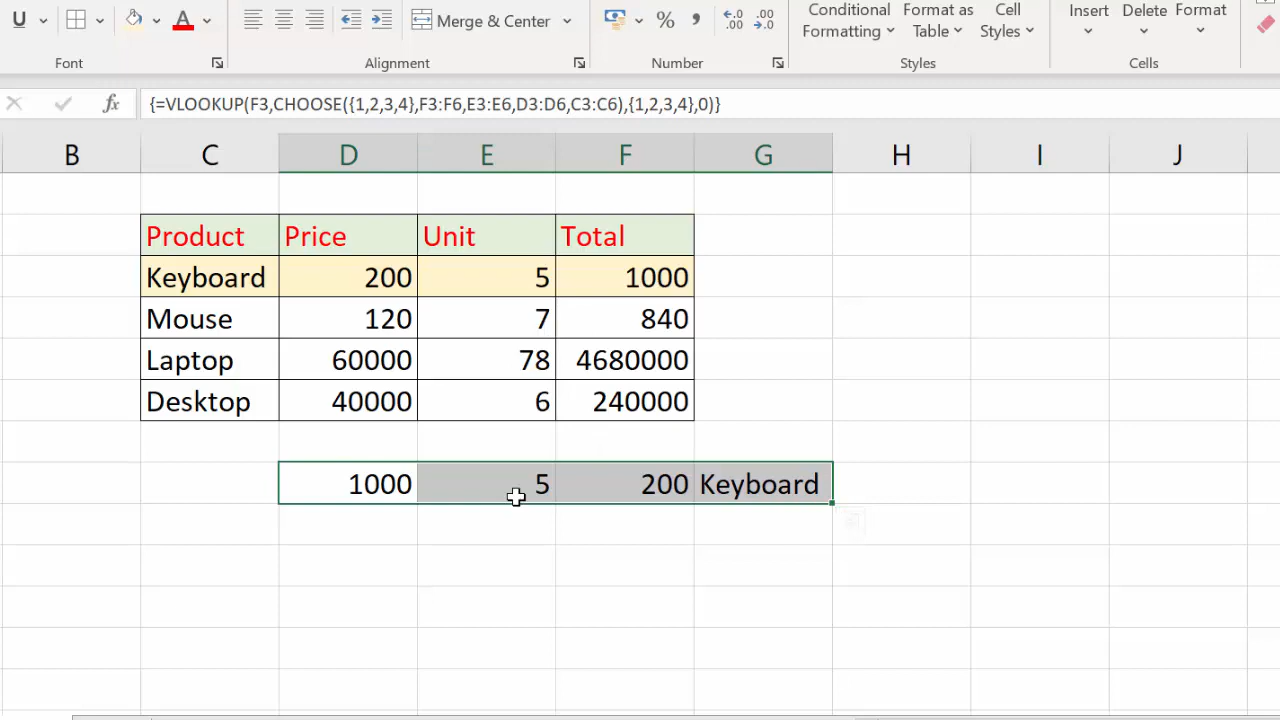 U A Merge & Center % , Conditional Formatting Format as Table Cell Styles Insert Delete Format
Font Alignment Number Styles Cells
fx {=VLOOKUP(F3,CHOOSE({1,2,3,4},F3:F6,E3:E6,D3:D6,C3:C6),{1,2,3,4},0)}
B C D E F G H I J
Product Price Unit Total
Keyboard 200 5 1000
Mouse 120 7 840
Laptop 60000 78 4680000
Desktop 40000 6 240000
1000 5 200 Keyboard